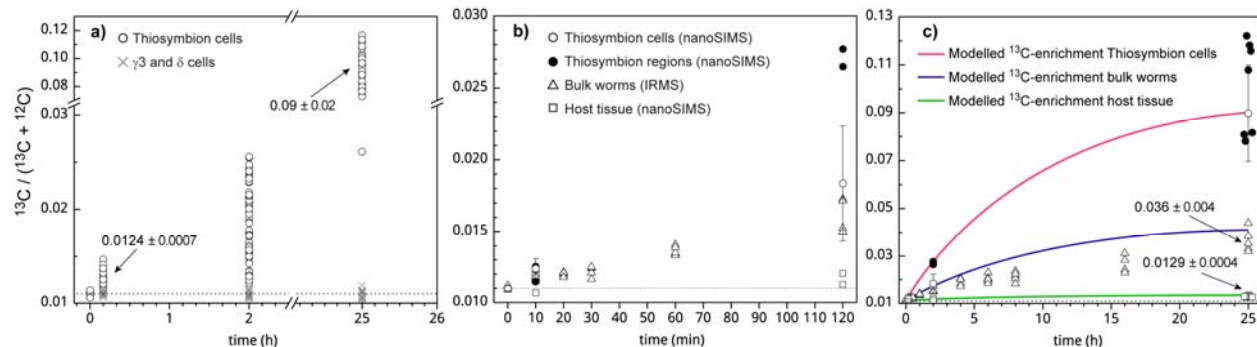 a)
○ Thiosymbion cells
× γ3 and δ cells
0.12
0.11
0.10
0.09
0.08
0.03
0.02
0.01
0.09 ± 0.02
0.0124 ± 0.0007
13C / (13C + 12C)
0 1 2 25 26
time (h)
b)
○ Thiosymbion cells (nanoSIMS)
● Thiosymbion regions (nanoSIMS)
△ Bulk worms (IRMS)
□ Host tissue (nanoSIMS)
0.030
0.025
0.020
0.015
0.010
0 10 20 30 40 50 60 70 80 90 100 110 120
time (min)
c)
Modelled 13C-enrichment Thiosymbion cells
Modelled 13C-enrichment bulk worms
Modelled 13C-enrichment host tissue
0.13
0.11
0.09
0.07
0.05
0.03
0.01
0.036 ± 0.004
0.0129 ± 0.0004
0 5 10 15 20 25
time (h)